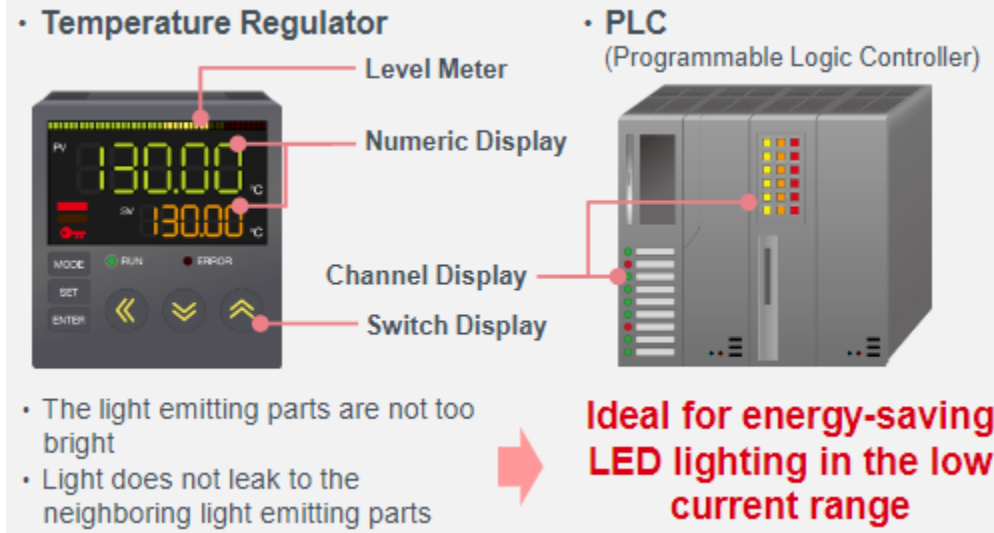 ・Temperature Regulator
Level Meter
Numeric Display
PV
130.00
°C
SV
130.00
°C
MODE
RUN
ERROR
SET
ENTER
Switch Display
・PLC
(Programmable Logic Controller)
Channel Display
・The light emitting parts are not too
bright
・Light does not leak to the
neighboring light emitting parts
Ideal for energy-saving
LED lighting in the low
current range